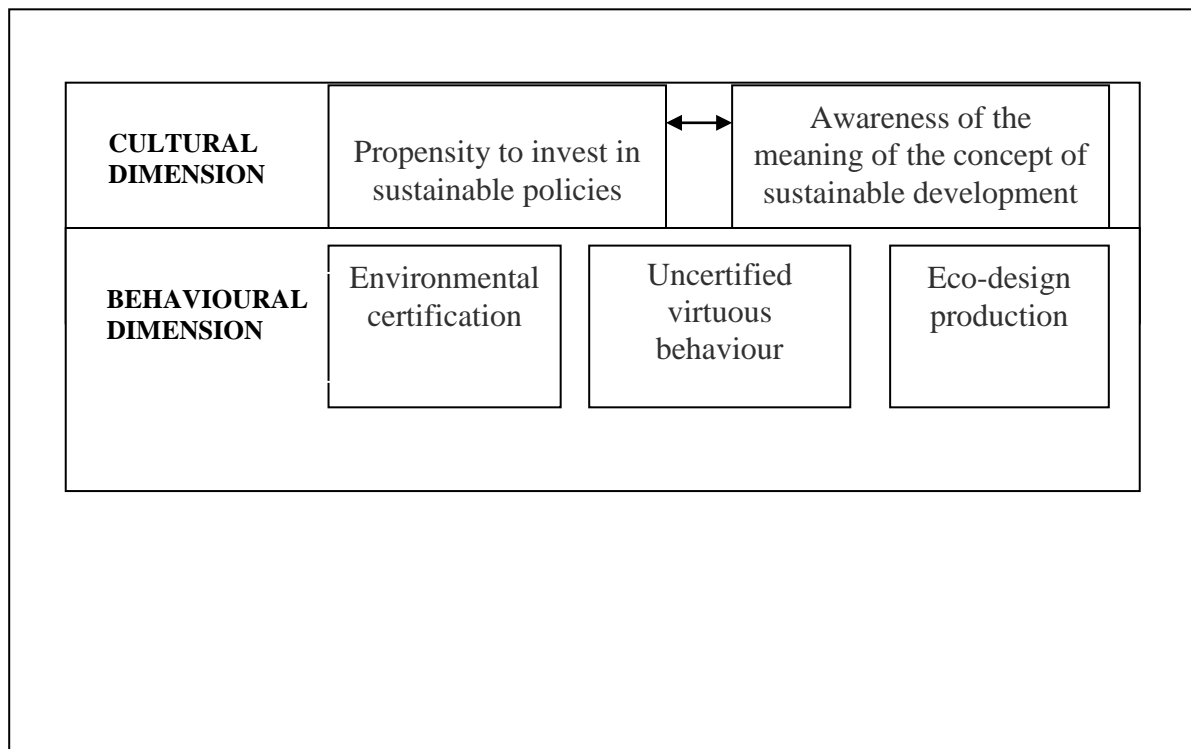 CULTURAL
DIMENSION
Propensity to invest in
sustainable policies
Awareness of the
meaning of the concept of
sustainable development
BEHAVIOURAL
DIMENSION
Environmental
certification
Uncertified
virtuous
behaviour
Eco-design
production